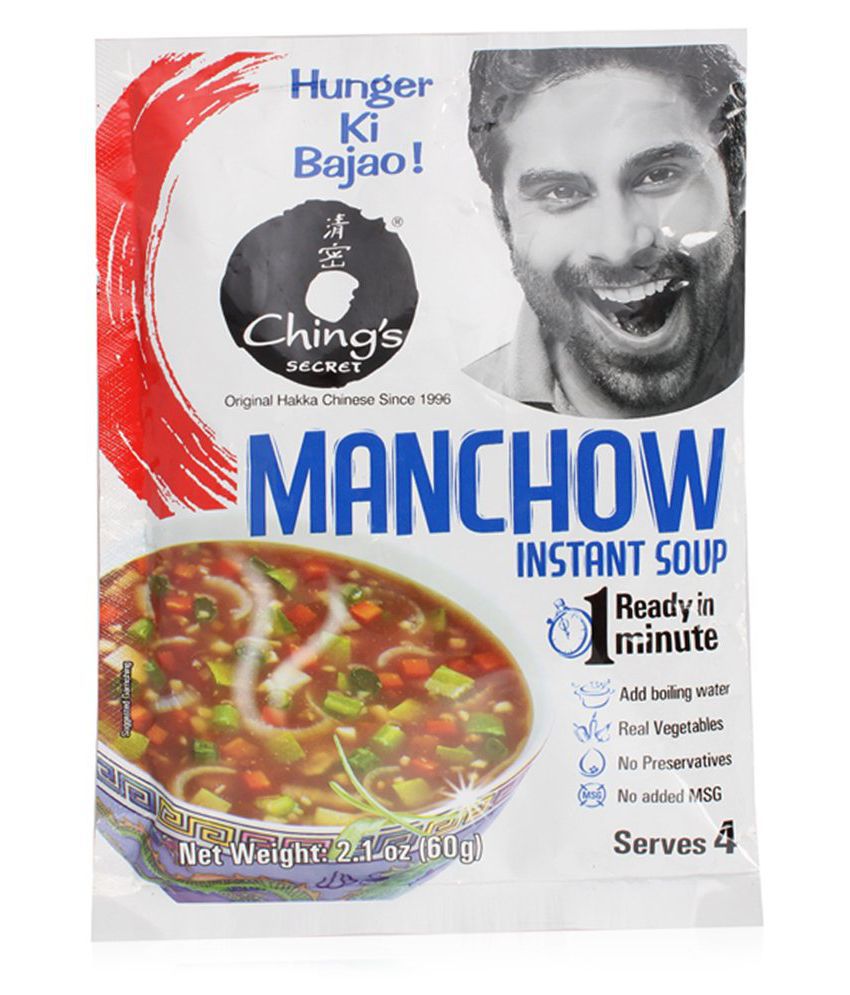 Hunger
Ki
Bajao!
清
密
®
Ching's
SECRET
Original Hakka Chinese Since 1996
MANCHOW
INSTANT SOUP
1 Ready in
minute
Add boiling water
Real Vegetables
No Preservatives
MSG No added MSG
Suggested Garnishing
Net Weight: 2.1 oz (60g)
Serves 4